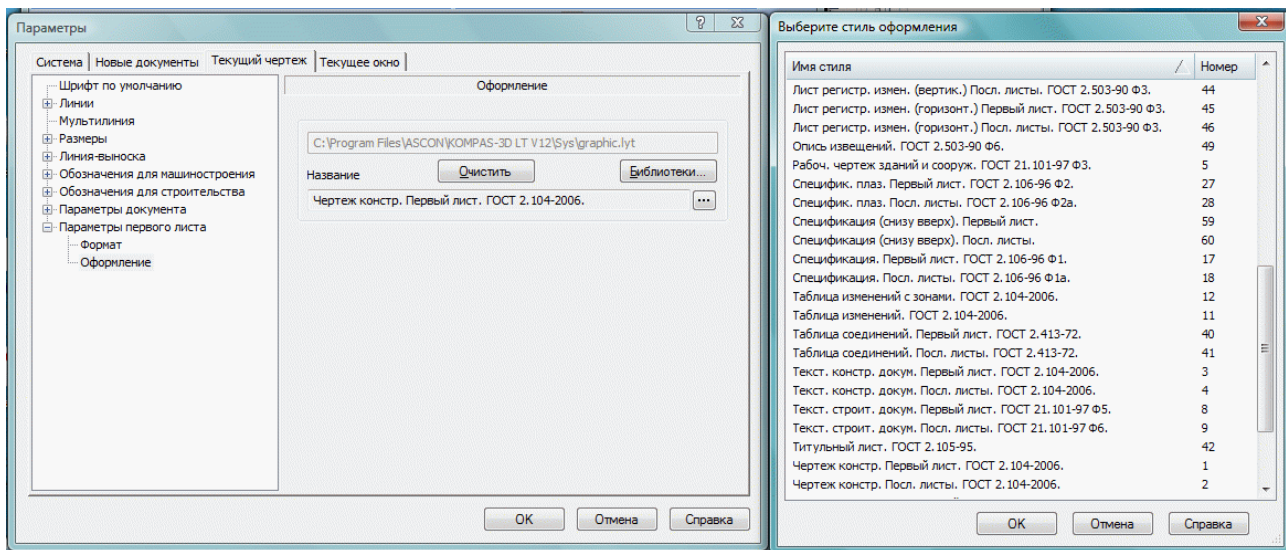 Параметры
Система Новые документы Текущий чертеж Текущее окно
Шрифт по умолчанию
Линии
Мультилиния
Размеры
Линия-выноска
Обозначения для машиностроения
Обозначения для строительства
Параметры документа
Параметры первого листа
Формат
Оформление
Оформление
C:\Program Files\ASCON\KOMPAS-3D LT V12\Sys\graphic.lyt
Название Очистить Библиотеки...
Чертеж констр. Первый лист. ГОСТ 2.104-2006. ...
OK Отмена Справка
Выберите стиль оформления
Имя стиля Номер
Лист регистр. измен. (вертик.) Посл. листы. ГОСТ 2.503-90 Ф3. 44
Лист регистр. измен. (горизонт.) Первый лист. ГОСТ 2.503-90 Ф3. 45
Лист регистр. измен. (горизонт.) Посл. листы. ГОСТ 2.503-90 Ф3. 46
Опись извещений. ГОСТ 2.503-90 Ф6. 49
Рабоч. чертеж зданий и сооруж. ГОСТ 21.101-97 Ф3. 5
Специфик. плаз. Первый лист. ГОСТ 2.106-96 Ф2. 27
Специфик. плаз. Посл. листы. ГОСТ 2.106-96 Ф2а. 28
Спецификация (снизу вверх). Первый лист. 59
Спецификация (снизу вверх). Посл. листы. 60
Спецификация. Первый лист. ГОСТ 2.106-96 Ф1. 17
Спецификация. Посл. листы. ГОСТ 2.106-96 Ф1а. 18
Таблица изменений с зонами. ГОСТ 2.104-2006. 12
Таблица изменений. ГОСТ 2.104-2006. 11
Таблица соединений. Первый лист. ГОСТ 2.413-72. 40
Таблица соединений. Посл. листы. ГОСТ 2.413-72. 41
Текст. констр. докум. Первый лист. ГОСТ 2.104-2006. 3
Текст. констр. докум. Посл. листы. ГОСТ 2.104-2006. 4
Текст. строит. докум. Первый лист. ГОСТ 21.101-97 Ф5. 8
Текст. строит. докум. Посл. листы. ГОСТ 21.101-97 Ф6. 9
Титульный лист. ГОСТ 2.105-95. 42
Чертеж констр. Первый лист. ГОСТ 2.104-2006. 1
Чертеж констр. Посл. листы. ГОСТ 2.104-2006. 2
OK Отмена Справка